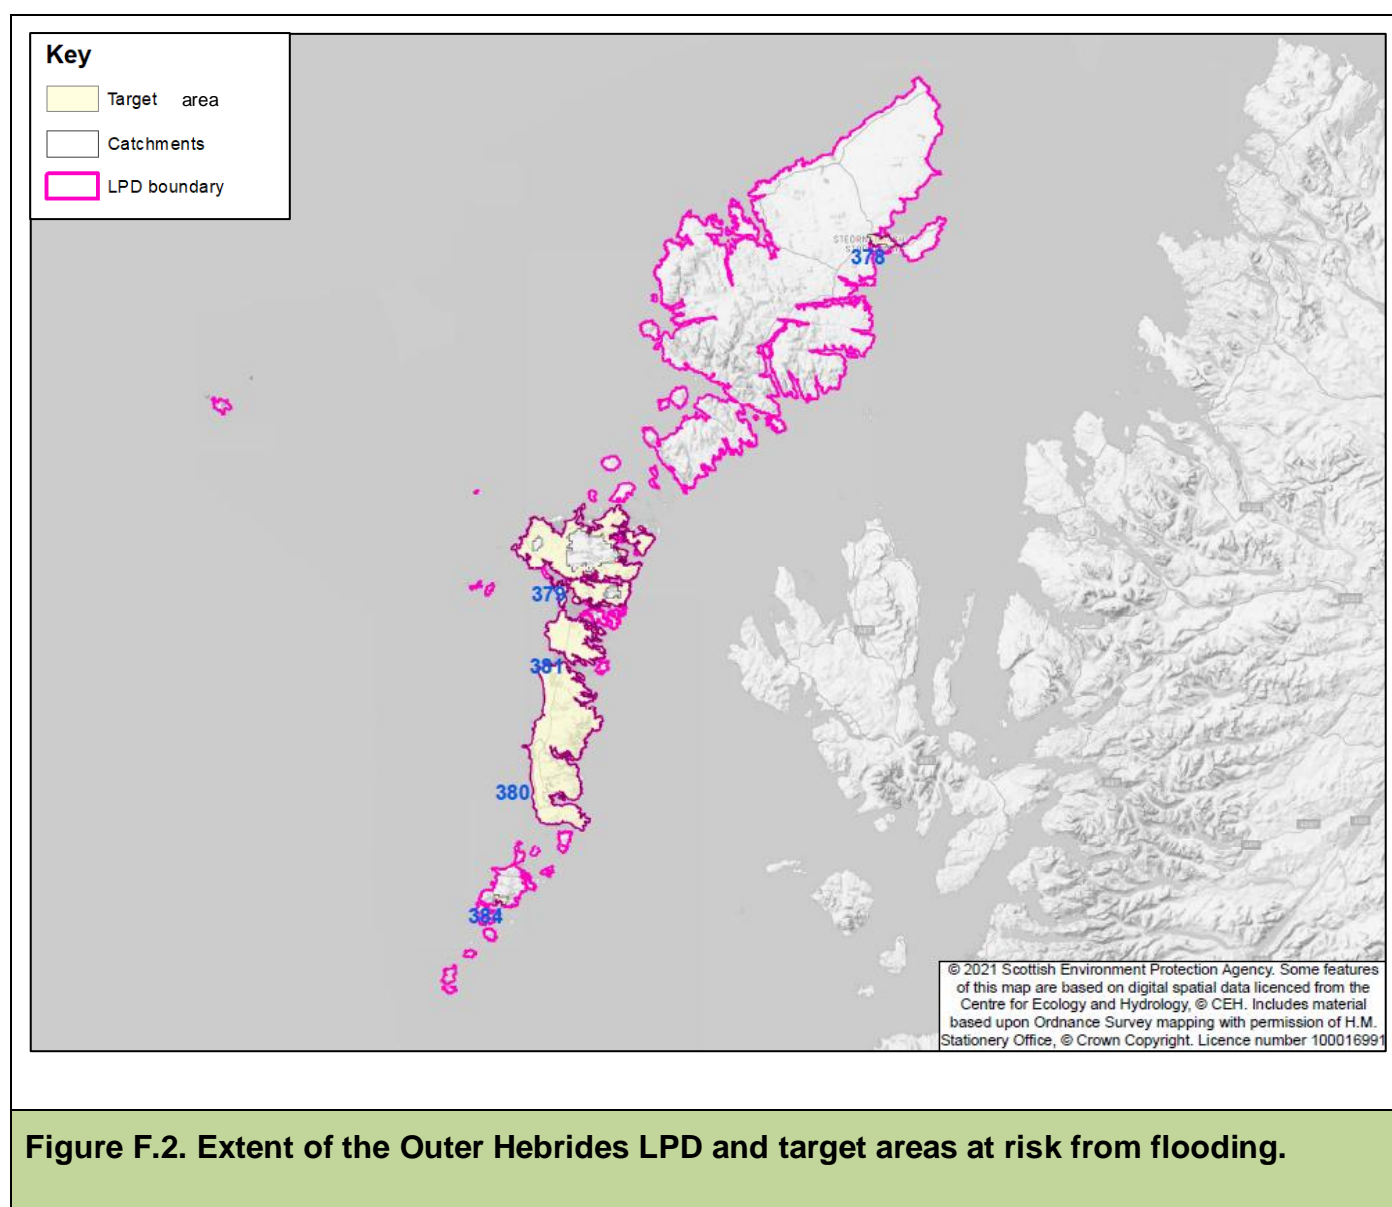 Key
Target area
Catchments
LPD boundary
378
379
381
380
384
© 2021 Scottish Environment Protection Agency. Some features
of this map are based on digital spatial data licenced from the
Centre for Ecology and Hydrology, © CEH. Includes material
based upon Ordnance Survey mapping with permission of H.M.
Stationery Office, © Crown Copyright. Licence number 100016991
Figure F.2. Extent of the Outer Hebrides LPD and target areas at risk from flooding.